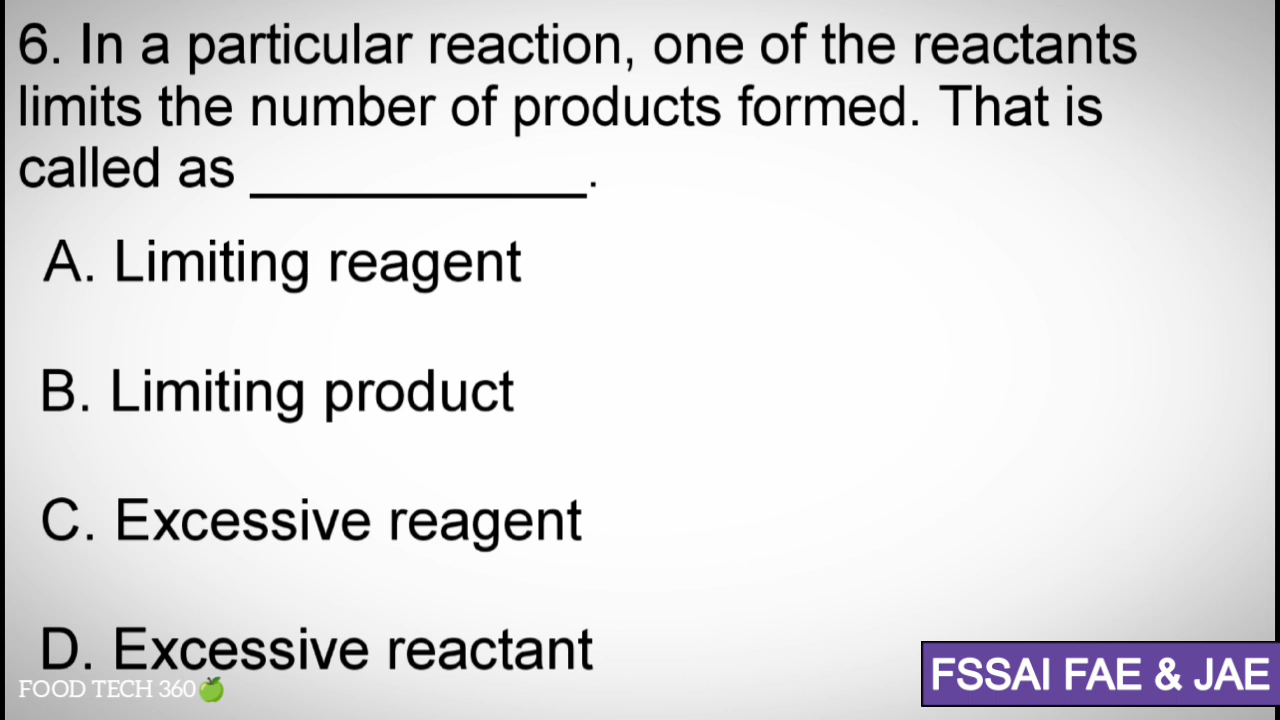 6. In a particular reaction, one of the reactants
limits the number of products formed. That is
called as ____________.
A. Limiting reagent
B. Limiting product
C. Excessive reagent
D. Excessive reactant
FOOD TECH 360🍏
FSSAI FAE & JAE